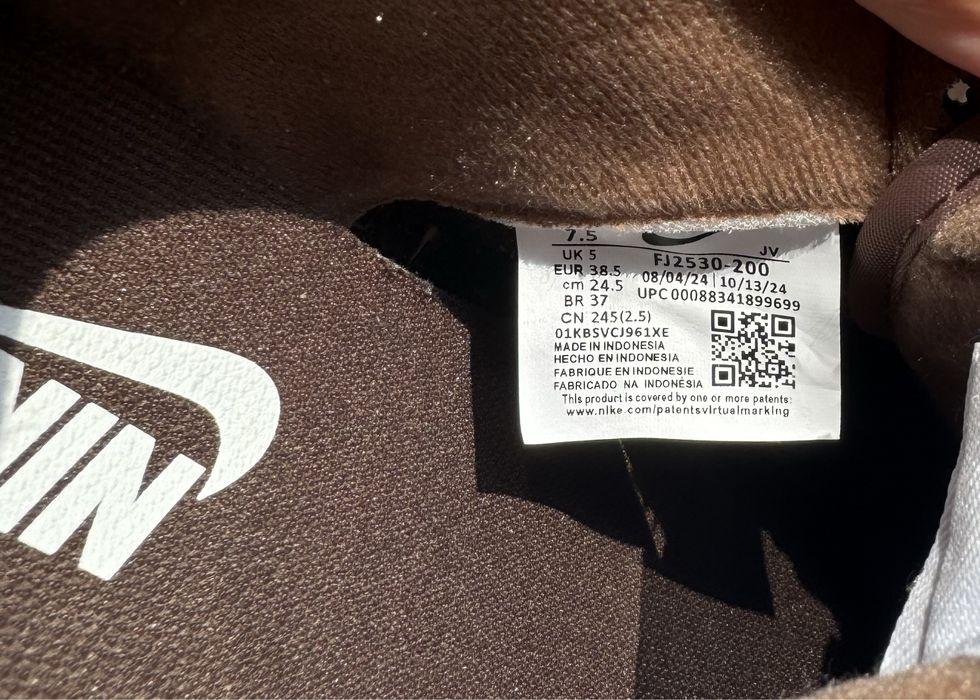 7.5
JV
UK 5
FJ2530-200
EUR 38.5
08/04/24 | 10/13/24
cm 24.5
UPC 00088341899699
BR 37
CN 245(2.5)
01KBSVCJ961XE
MADE IN INDONESIA
HECHO EN INDONESIA
FABRIQUE EN INDONESIE
FABRICADO NA INDONÉSIA
This product is covered by one or more patents:
www.nike.com/patentsvirtualmarking